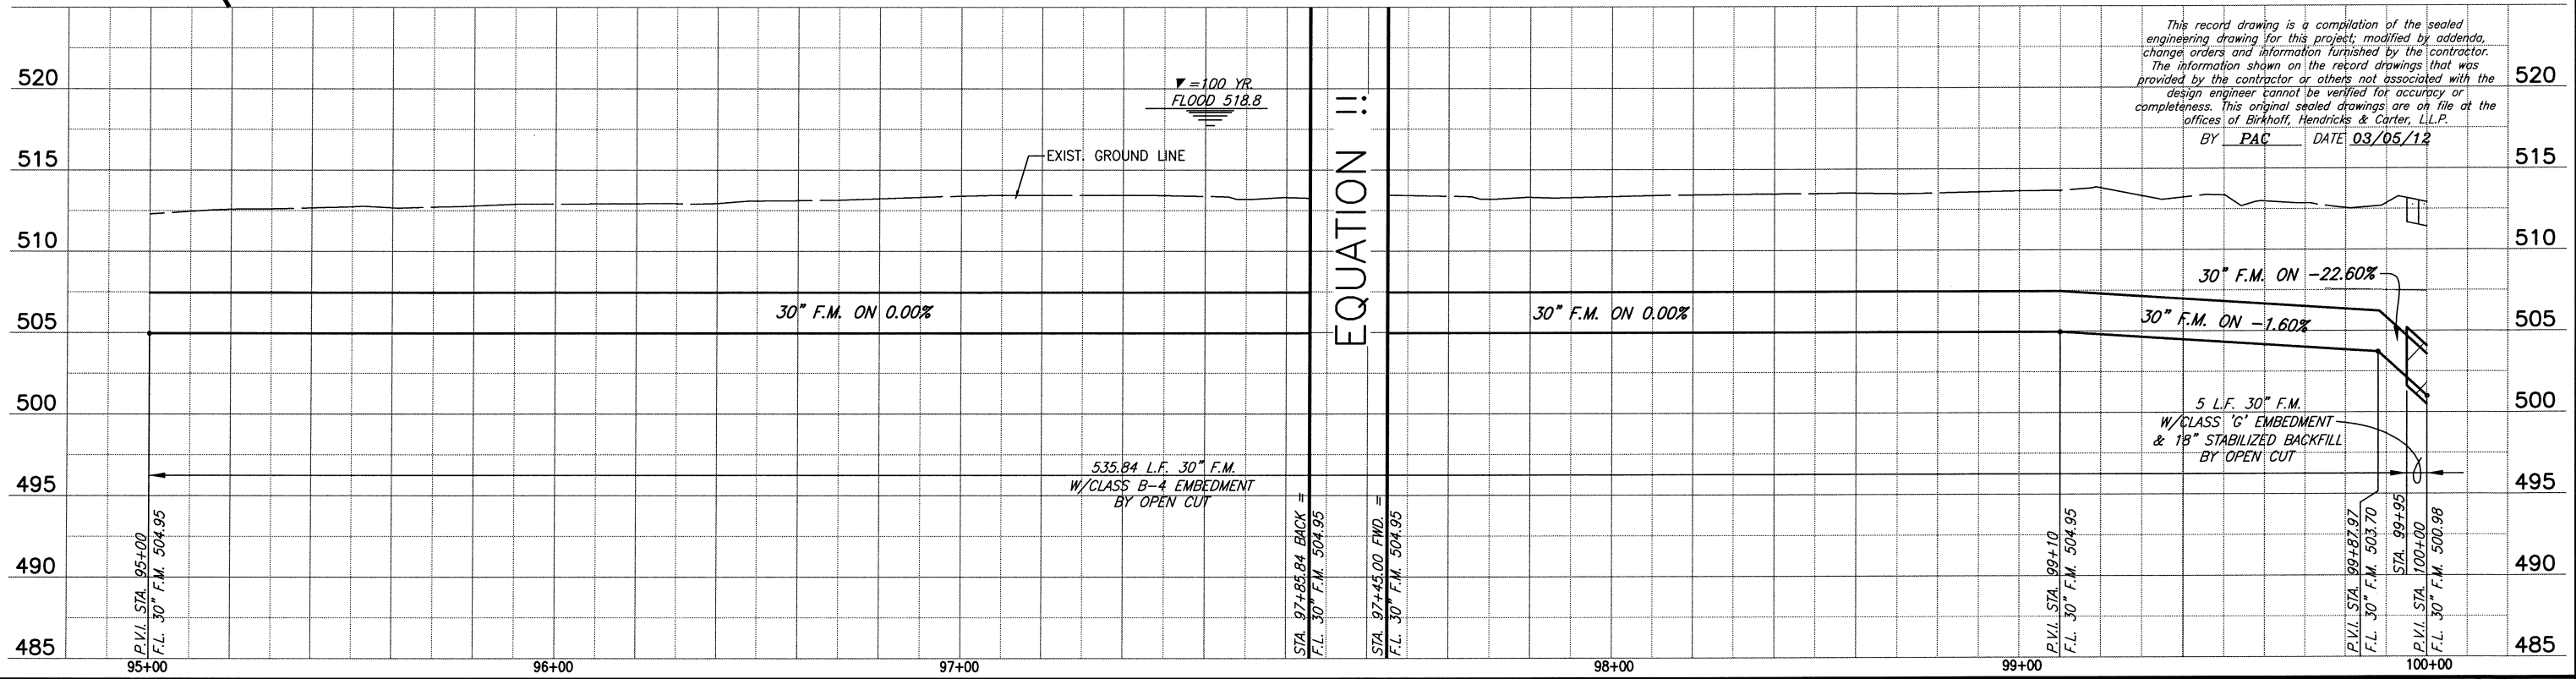 This record drawing is a compilation of the sealed
engineering drawing for this project; modified by addenda,
change orders and information furnished by the contractor.
The information shown on the record drawings that was
provided by the contractor or others not associated with the
design engineer cannot be verified for accuracy or
completeness. This original sealed drawings are on file at the
offices of Birkhoff, Hendricks & Carter, L.L.P.
BY PAC DATE 03/05/12
520
520
▼=100 YR.
FLOOD 518.8
EQUATION !!
515
515
EXIST. GROUND LINE
510
510
30" F.M. ON -22.60%
30" F.M. ON 0.00%
30" F.M. ON 0.00%
30" F.M. ON -1.60%
505
505
500
500
5 L.F. 30" F.M.
W/CLASS 'G' EMBEDMENT
& 18" STABILIZED BACKFILL
BY OPEN CUT
535.84 L.F. 30" F.M.
W/CLASS B-4 EMBEDMENT
BY OPEN CUT
495
495
490
490
485
485
P.V.I. STA. 95+00
F.L. 30" F.M. 504.95
STA. 97+85.84 BACK =
F.L. 30" F.M. 504.95
STA. 97+45.00 FWD. =
F.L. 30" F.M. 504.95
P.V.I. STA. 99+10
F.L. 30" F.M. 504.95
P.V.I. STA. 99+87.97
F.L. 30" F.M. 503.70
STA. 99+95
P.V.I. STA. 100+00
F.L. 30" F.M. 500.98
95+00
96+00
97+00
98+00
99+00
100+00